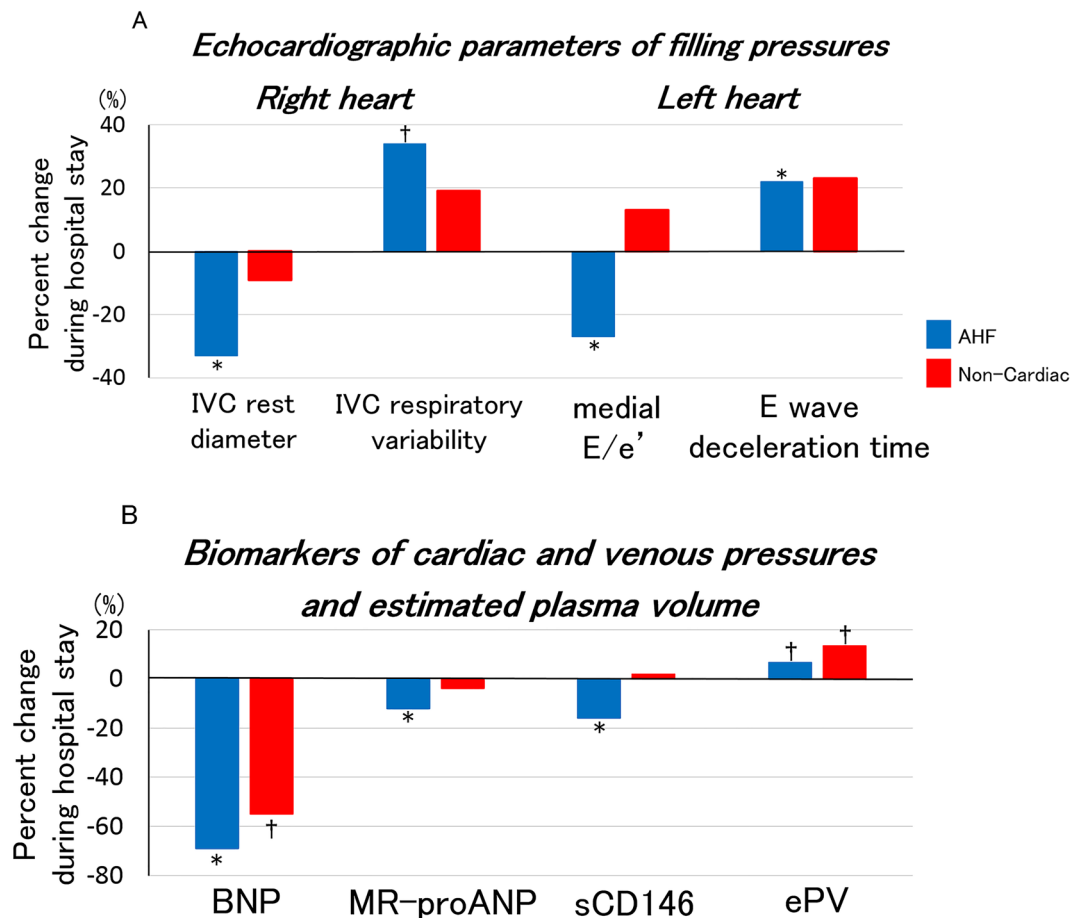 A
Echocardiographic parameters of filling pressures
Right heart
Left heart
(%)
Percent change
during hospital stay
40
20
0
-20
-40
†
*
*
*
IVC rest
diameter
IVC respiratory
variability
medial
E/e’
E wave
deceleration time
AHF
Non-Cardiac
B
Biomarkers of cardiac and venous pressures
and estimated plasma volume
(%)
Percent change
during hospital stay
20
0
-20
-40
-60
-80
*
†
*
*
†
†
BNP
MR-proANP
sCD146
ePV